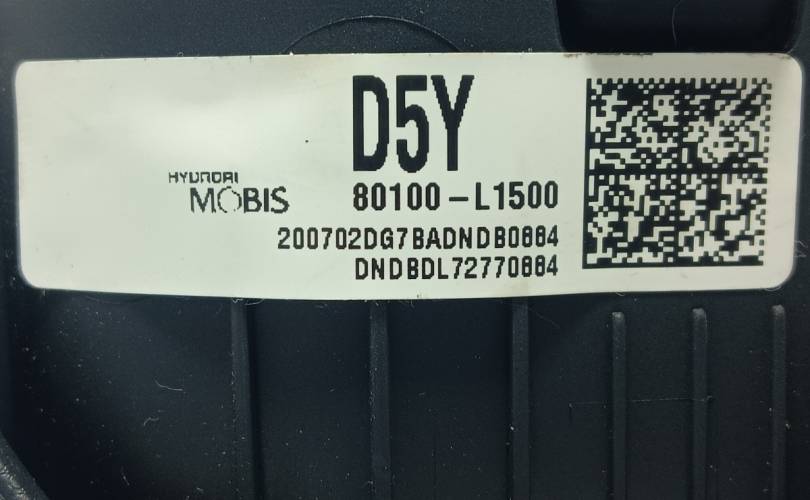 D5Y
HYUNDAI
MOBIS
80100-L1500
200702DG7BADNDB0884
DNDBDL72770884